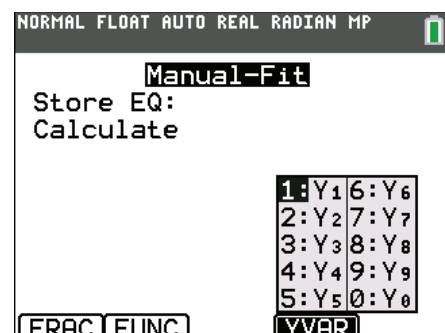 NORMAL FLOAT AUTO REAL RADIAN MP
Manual-Fit
Store EQ:
Calculate
1:Y₁ 6:Y₆
2:Y₂ 7:Y₇
3:Y₃ 8:Y₈
4:Y₄ 9:Y₉
5:Y₅ 0:Y₀
FRAC FUNC YVAR